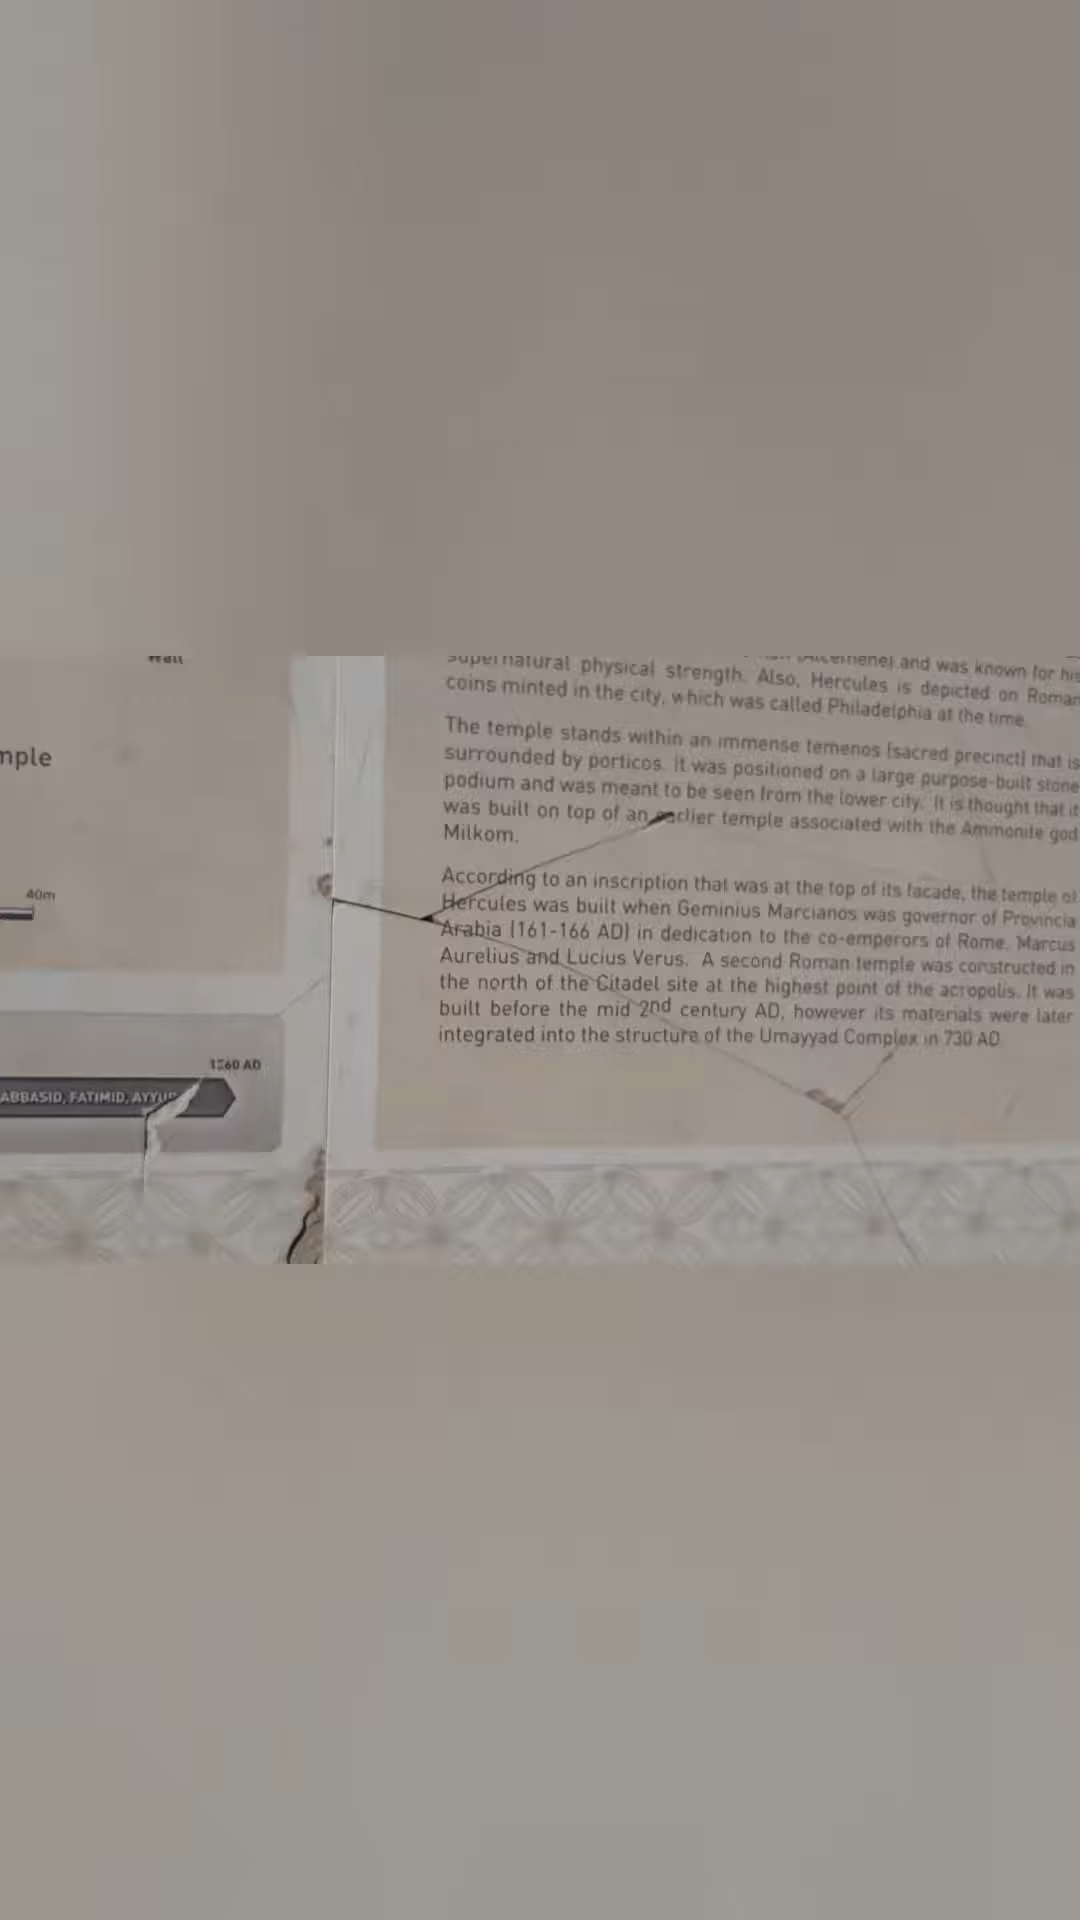 Wall
mple
40m
1260 AD
ABBASID, FATIMID, AYYU
(Alcemene) and was known for his
supernatural physical strength. Also, Hercules is depicted on Roman
coins minted in the city, which was called Philadelphia at the time.
The temple stands within an immense temenos (sacred precinct) that is
surrounded by porticos. It was positioned on a large purpose-built stone
podium and was meant to be seen from the lower city. It is thought that it
was built on top of an earlier temple associated with the Ammonite god
Milkom.
According to an inscription that was at the top of its facade, the temple of
Hercules was built when Geminius Marcianos was governor of Provincia
Arabia (161-166 AD) in dedication to the co-emperors of Rome, Marcus
Aurelius and Lucius Verus. A second Roman temple was constructed in
the north of the Citadel site at the highest point of the acropolis. It was
built before the mid 2nd century AD, however its materials were later
integrated into the structure of the Umayyad Complex in 730 AD.